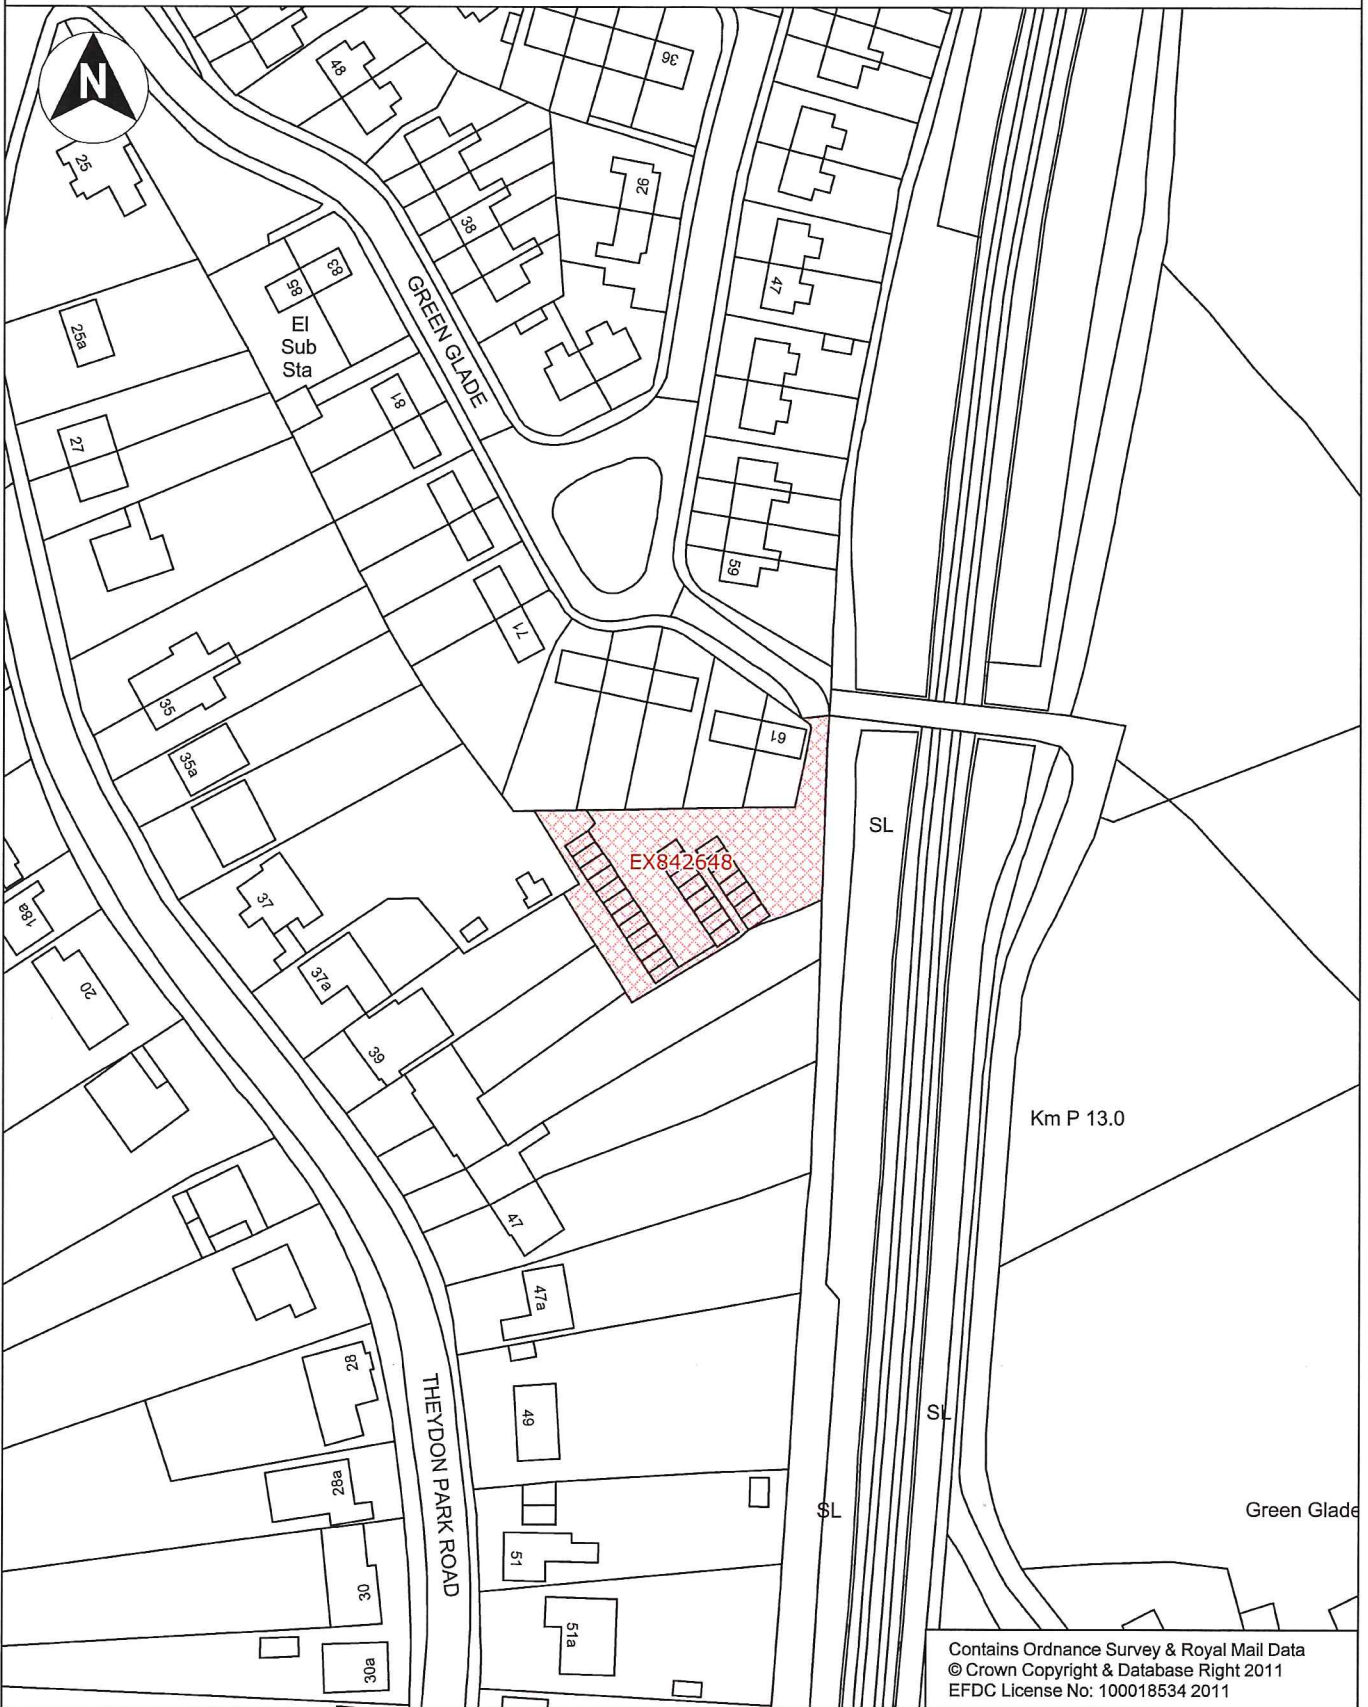 N
48
36
25
38
26
83
85
47
El
Sub
Sta
GREEN GLADE
25a
81
27
59
71
35
61
35a
SL
EX842648
37
18a
37a
20
39
Km P 13.0
47
47a
28
THEYDON PARK ROAD
49
SL
28a
SL
Green Glade
51
30
51a
30a
Contains Ordnance Survey & Royal Mail Data
© Crown Copyright & Database Right 2011
EFDC License No: 100018534 2011